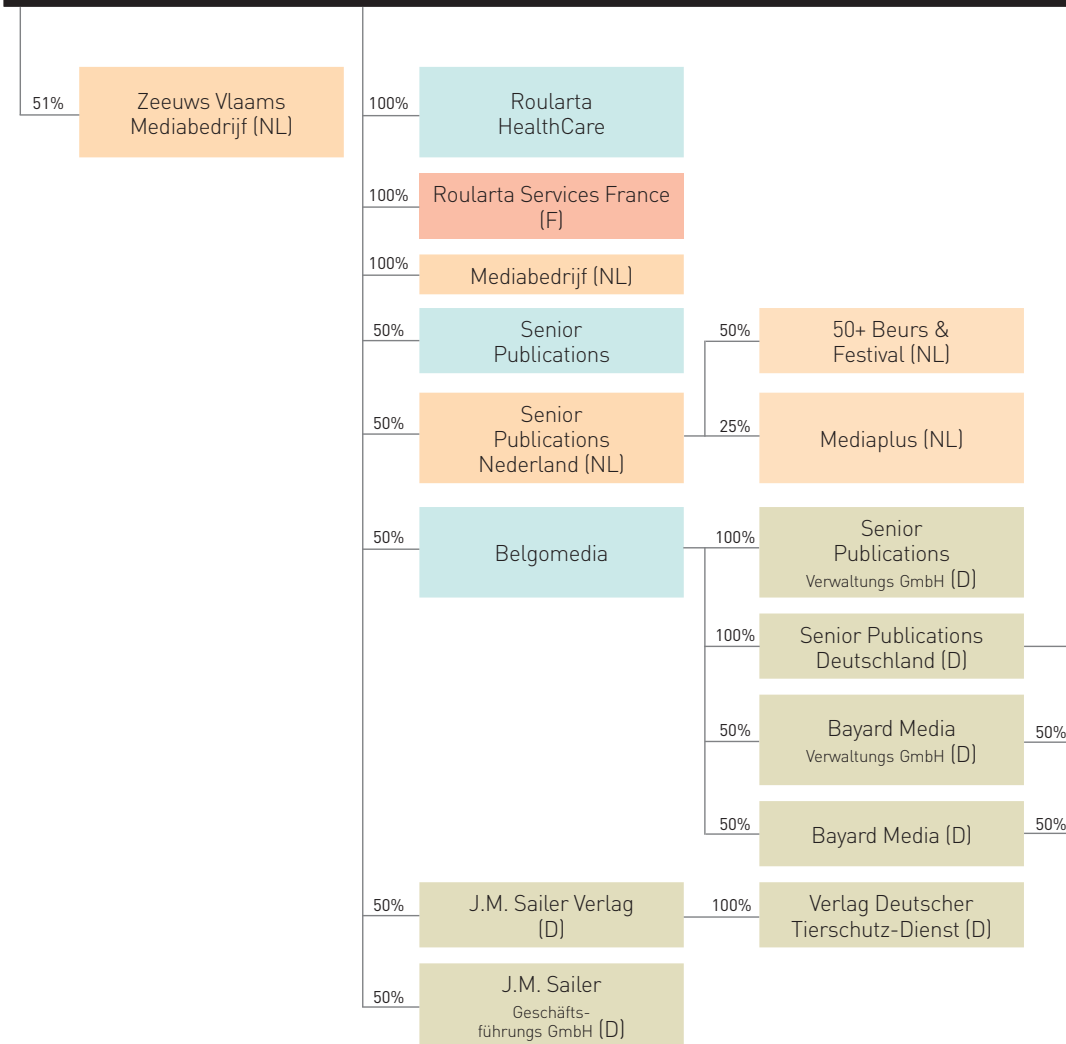 51%
Zeeuws Vlaams
Mediabedrijf (NL)
100%
Roularta
HealthCare
100%
Roularta Services France
(F)
100%
Mediabedrijf (NL)
50%
Senior
Publications
50%
50+ Beurs &
Festival (NL)
50%
Senior
Publications
Nederland (NL)
25%
Mediaplus (NL)
50%
Belgomedia
100%
Senior
Publications
Verwaltungs GmbH (D)
100%
Senior Publications
Deutschland (D)
50%
Bayard Media
Verwaltungs GmbH (D)
50%
50%
Bayard Media (D)
50%
50%
J.M. Sailer Verlag
(D)
100%
Verlag Deutscher
Tierschutz-Dienst (D)
50%
J.M. Sailer
Geschäfts-
führungs GmbH (D)